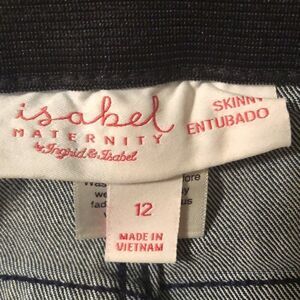 isabel
MATERNITY
by Ingrid & Isabel
SKINNY
ENTUBADO
12
MADE IN
VIETNAM